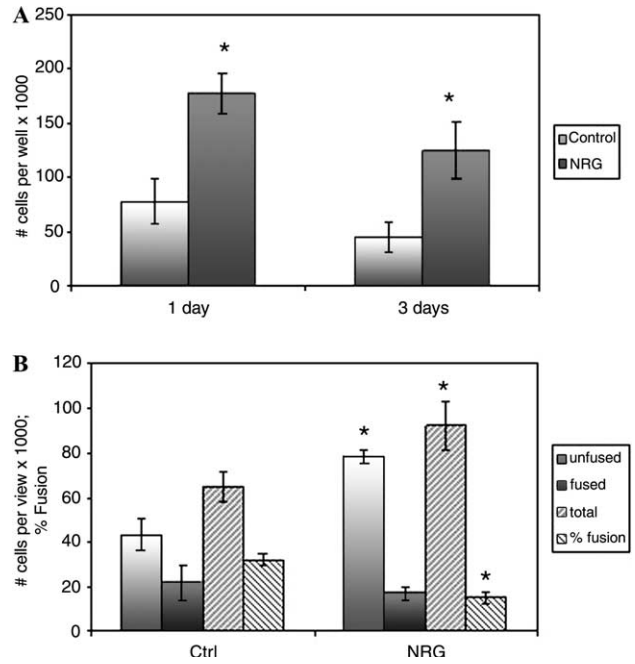 A
250
200
150
100
50
0
# cells per well x 1000
*
*
1 day
3 days
Control
NRG
B
120
100
80
60
40
20
0
# cells per view x 1000;
% Fusion
*
*
*
Ctrl
NRG
unfused
fused
total
% fusion